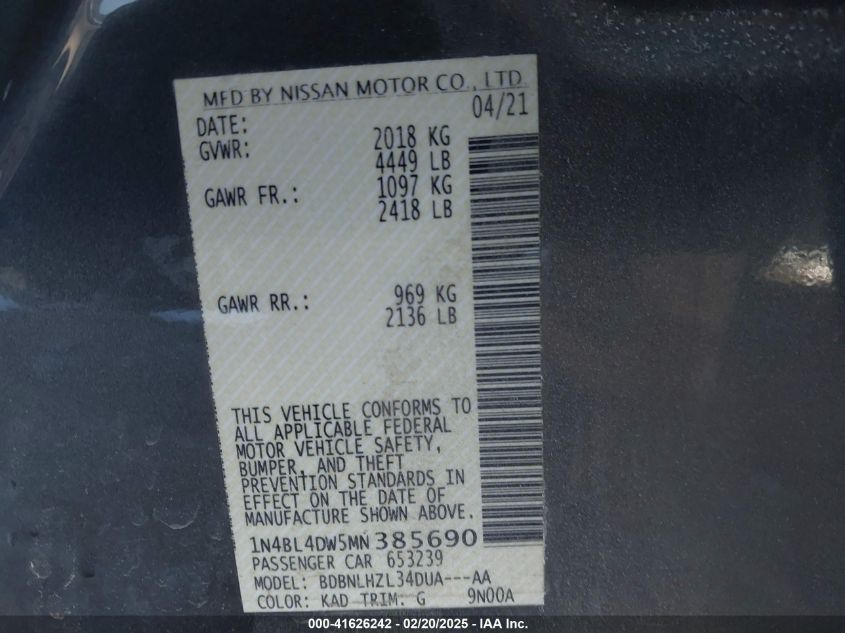 MFD BY NISSAN MOTOR CO., LTD.
DATE: 04/21
GVWR: 2018 KG
4449 LB
GAWR FR.: 1097 KG
2418 LB
GAWR RR.: 969 KG
2136 LB
THIS VEHICLE CONFORMS TO
ALL APPLICABLE FEDERAL
MOTOR VEHICLE SAFETY,
BUMPER, AND THEFT
PREVENTION STANDARDS IN
EFFECT ON THE DATE OF
MANUFACTURE SHOWN ABOVE.
1N4BL4DW5MN385690
PASSENGER CAR 653239
MODEL: BDBNLHZL34DUA---AA
COLOR: KAD TRIM. G 9N00A
000-41626242 - 02/20/2025 - IAA Inc.